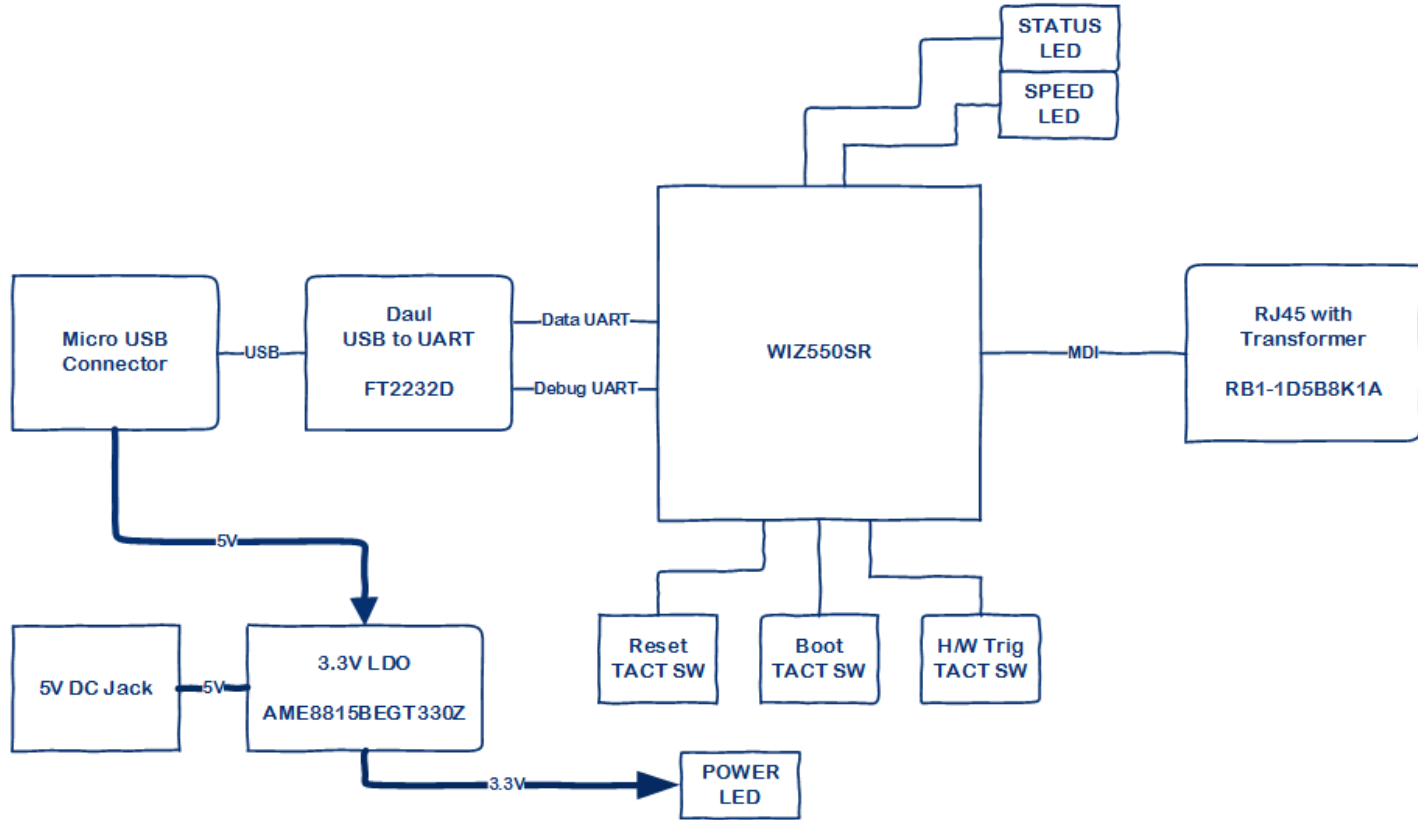 STATUS
LED
SPEED
LED
Micro USB
Connector
USB
Daul
USB to UART
FT2232D
Data UART
Debug UART
WIZ550SR
MDI
RJ45 with
Transformer
RB1-1D5B8K1A
5V
5V DC Jack
5V
3.3V LDO
AME8815BEGT330Z
Reset
TACT SW
Boot
TACT SW
H/W Trig
TACT SW
3.3V
POWER
LED